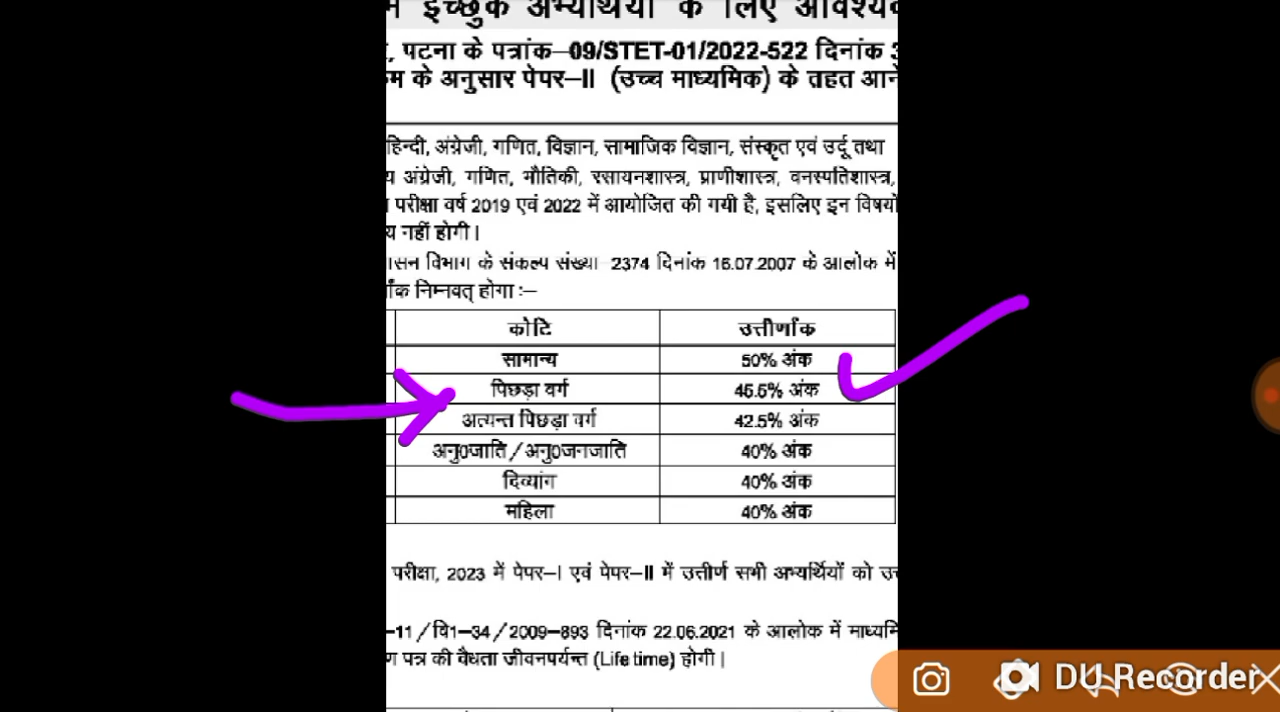 इच्छुक अभ्यर्थियों के लिए
, पटना के पत्रांक–09/STET-01/2022-522 दिनांक 3
के अनुसार पेपर–II (उच्च माध्यमिक) के तहत आने
हिन्दी, अंग्रेजी, गणित, विज्ञान, सामाजिक विज्ञान, संस्कृत एवं उर्दू तथा
अंग्रेजी, गणित, भौतिकी, रसायनशास्त्र, प्राणीशास्त्र, वनस्पतिशास्त्र,
परीक्षा वर्ष 2019 एवं 2022 में आयोजित की गयी है, इसलिए इन विषयों
नहीं होगी।
विभाग के संकल्प संख्या–2374 दिनांक 16.07.2007 के आलोक में
निम्नवत् होगा :–
कोटि उत्तीर्णांक
सामान्य 50% अंक
पिछड़ा वर्ग 45.5% अंक
अत्यन्त पिछड़ा वर्ग 42.5% अंक
अनु0जाति / अनु0जनजाति 40% अंक
दिव्यांग 40% अंक
महिला 40% अंक
परीक्षा, 2023 में पेपर–I एवं पेपर–II में उत्तीर्ण सभी अभ्यर्थियों को
–11 / वि1–34 / 2009–893 दिनांक 22.06.2021 के आलोक में
पत्र की वैधता जीवनपर्यन्त (Life time) होगी।
DU Recorder